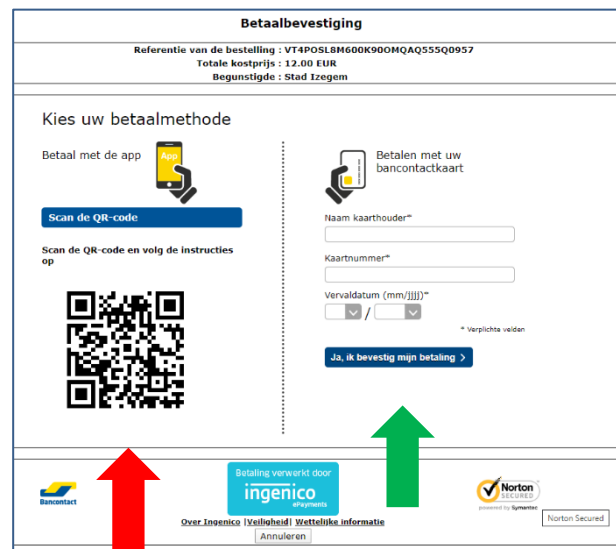 Betaalbevestiging
Referentie van de bestelling : VT4POSL8M600K90OMQAQ555Q0957
Totale kostprijs : 12.00 EUR
Begunstigde : Stad Izegem
Kies uw betaalmethode
Betaal met de app
App
Scan de QR-code
Scan de QR-code en volg de instructies
op
Betalen met uw
bancontactkaart
Naam kaarthouder*
Kaartnummer*
Vervaldatum (mm/jjjj)*
/
* Verplichte velden
Ja, ik bevestig mijn betaling >
Bancontact
Betaling verwerkt door
ingenico
ePayments
Norton
SECURED
powered by Symantec
Norton Secured
Over Ingenico |Veiligheid| Wettelijke informatie
Annuleren